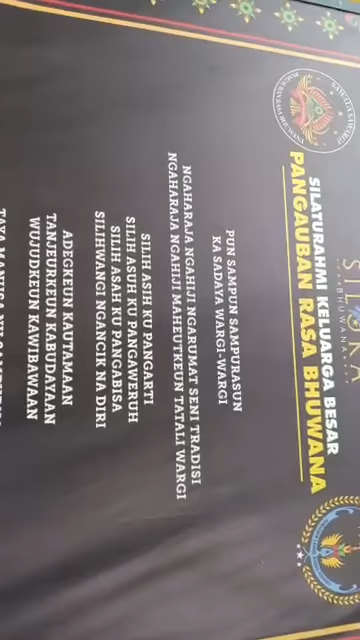 SILATURAHMI KELUARGA BESAR
PANGAUBAN RASA BHUWANA
PUN SAMPUN SAMPURASUN
KA SADAYA WARGI-WARGI
NGAHARAJA NGAHIJI NGARUMAT SENI TRADISI
NGAHARAJA NGAHIJI MAHEUTKEUN TATALI WARGI
SILIH ASIH KU PANGARTI
SILIH ASUH KU PANGAWERUH
SILIH ASAH KU PANGABISA
SILIHWANGI NGANCIK NA DIRI
ADEGKEUN KAUTAMAAN
TANJEURKEUN KABUDAYAAN
WUJUDKEUN KAWIBAWAAN